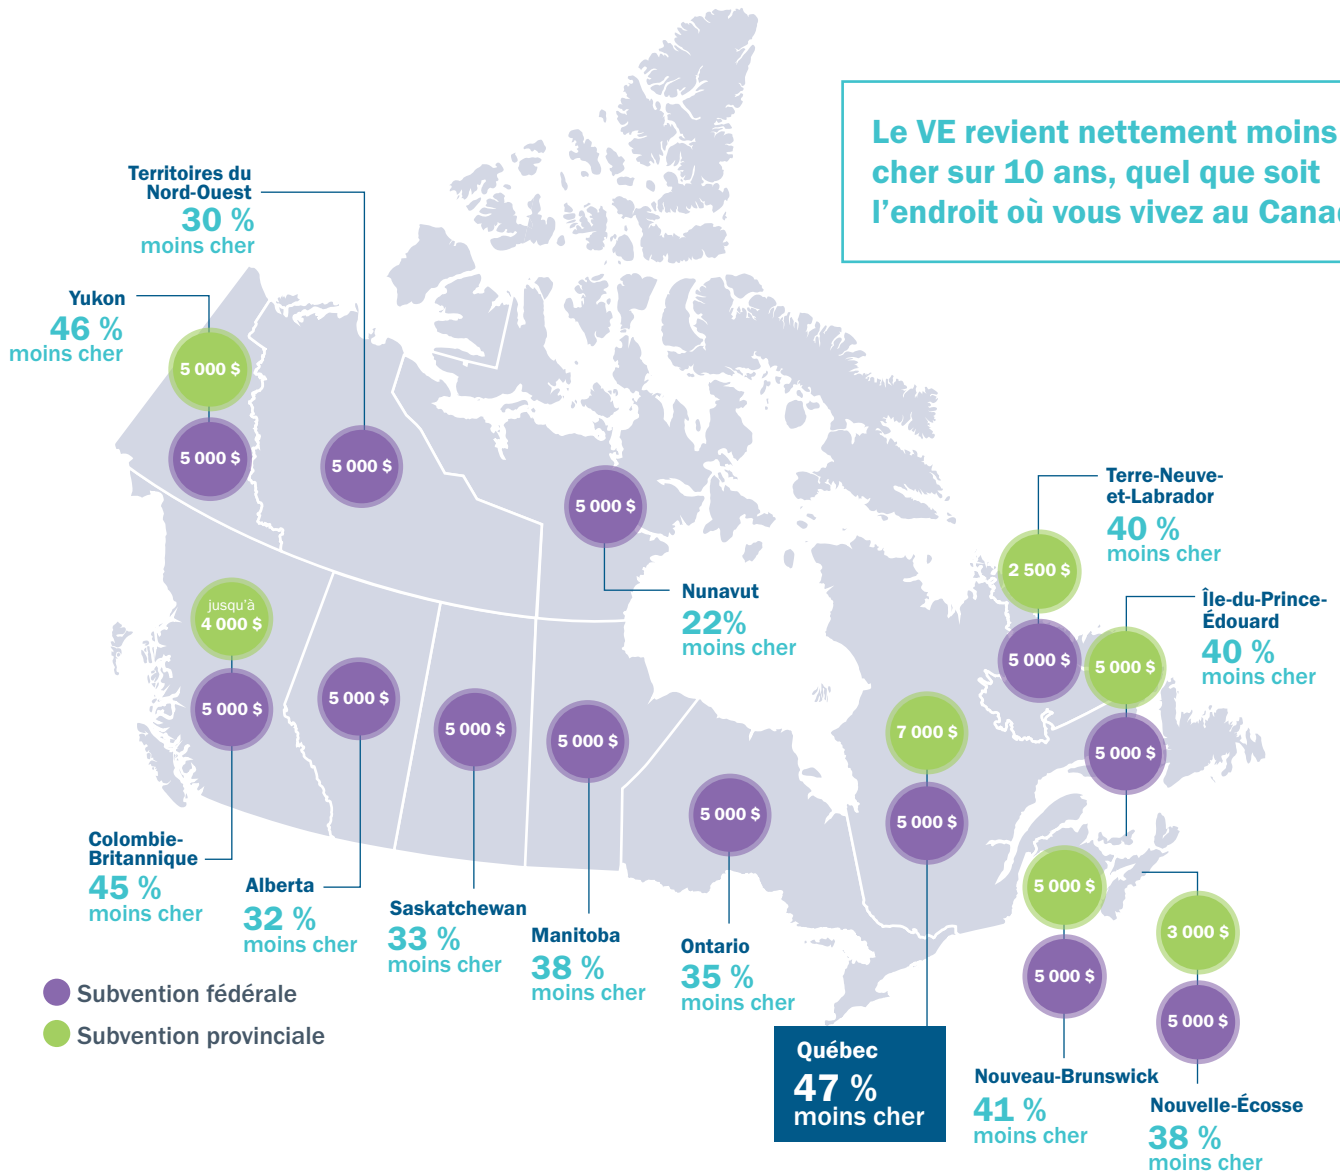 Le VE revient nettement moins
cher sur 10 ans, quel que soit
l'endroit où vous vivez au
Territoires du
Nord-Ouest
30 %
moins cher
5 000 $
Yukon
46 %
moins cher
5 000 $
5 000 $
Nunavut
22%
moins cher
5 000 $
Terre-Neuve-
et-Labrador
40 %
moins cher
2 500 $
5 000 $
Île-du-Prince-
Édouard
40 %
moins cher
5 000 $
5 000 $
jusqu'à
4 000 $
5 000 $
Colombie-
Britannique
45 %
moins cher
5 000 $
Alberta
32 %
moins cher
5 000 $
Saskatchewan
33 %
moins cher
5 000 $
Manitoba
38 %
moins cher
5 000 $
Ontario
35 %
moins cher
7 000 $
5 000 $
Québec
47 %
moins cher
5 000 $
5 000 $
Nouveau-Brunswick
41 %
moins cher
3 000 $
5 000 $
Nouvelle-Écosse
38 %
moins cher
Subvention fédérale
Subvention provinciale